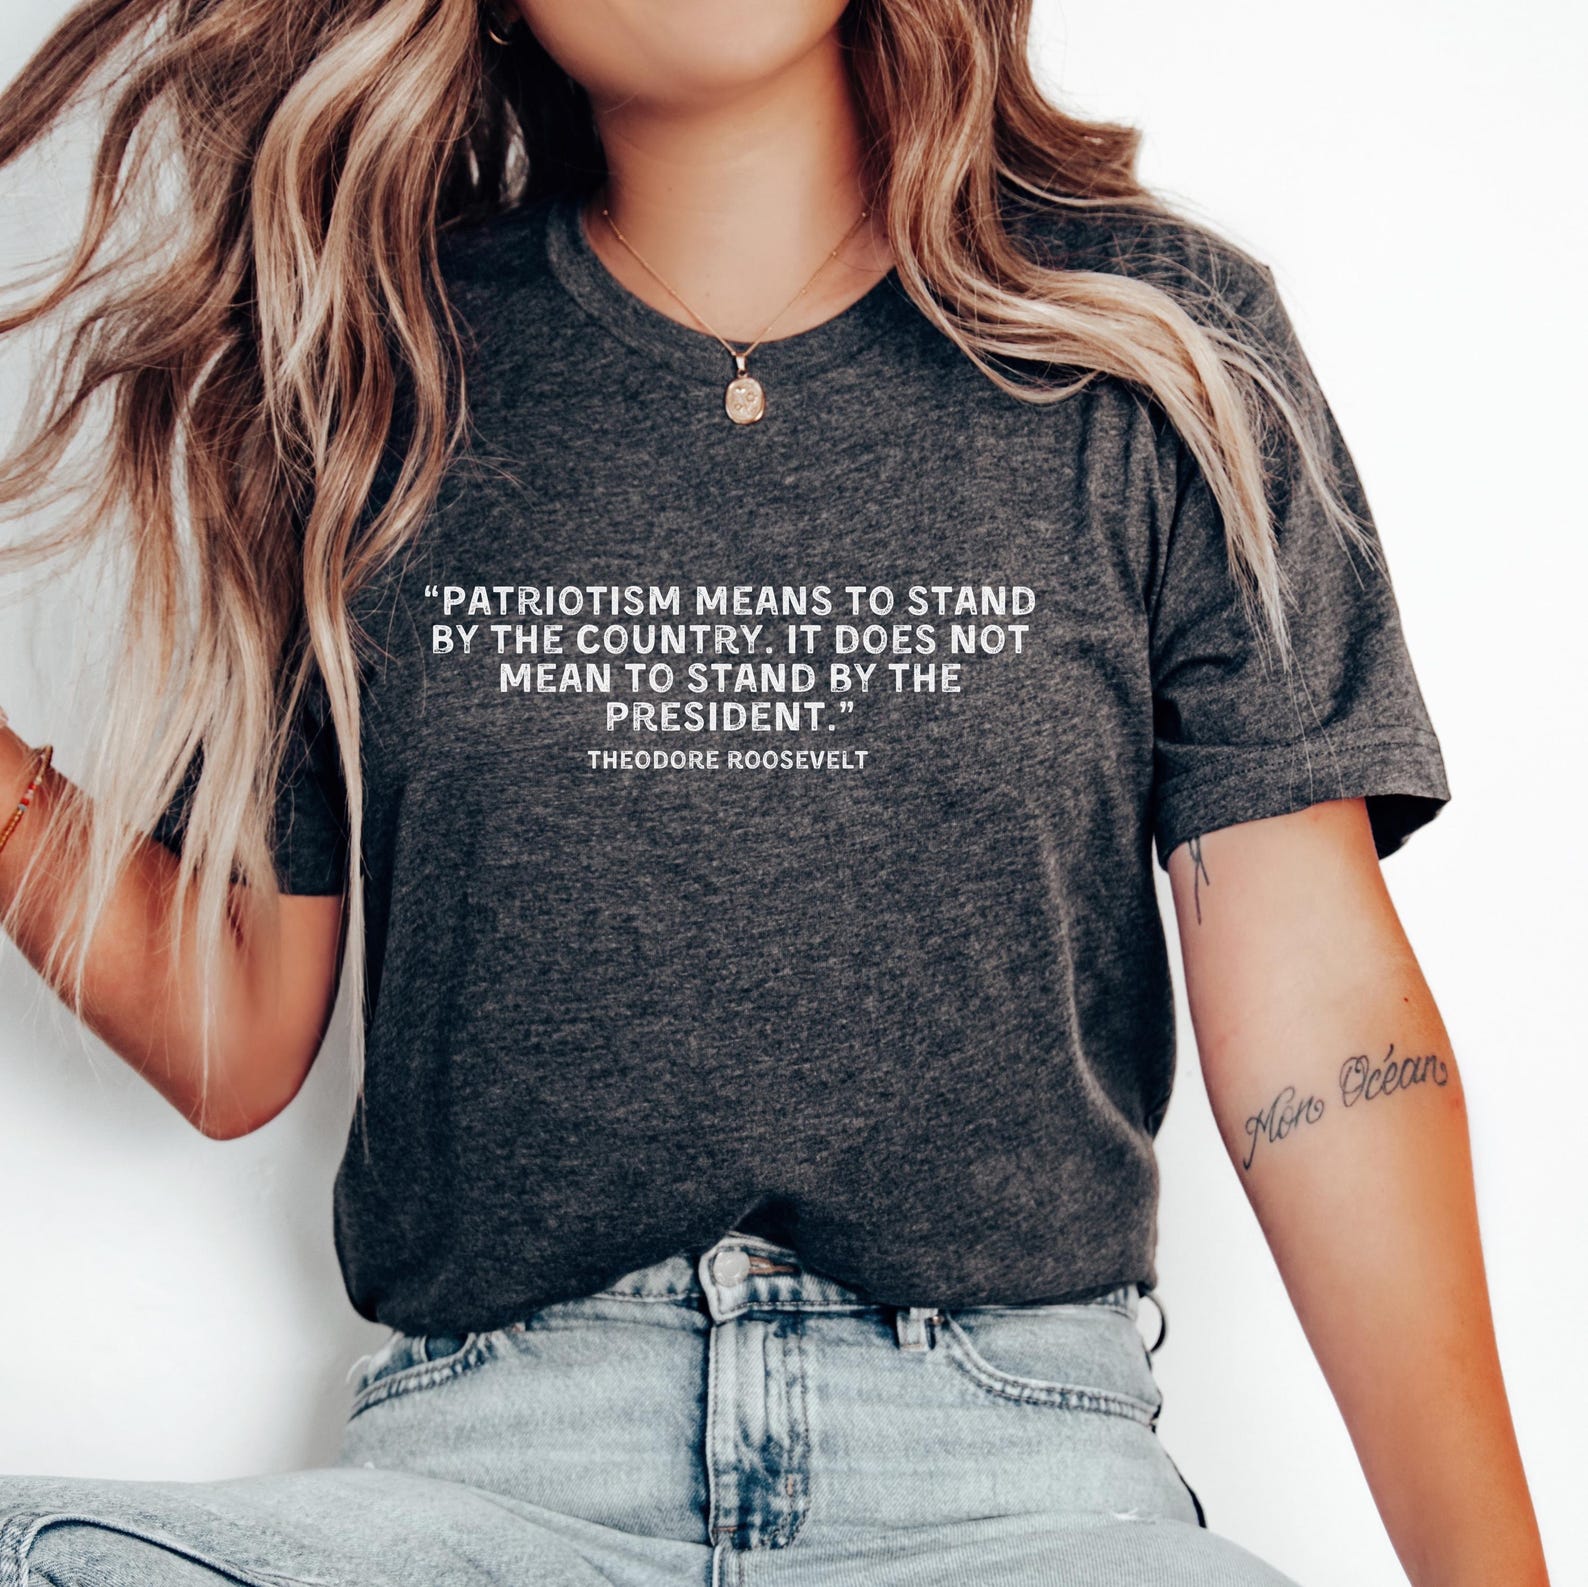 “PATRIOTISM MEANS TO STAND
BY THE COUNTRY. IT DOES NOT
MEAN TO STAND BY THE
PRESIDENT.”
THEODORE ROOSEVELT
Mon Océan